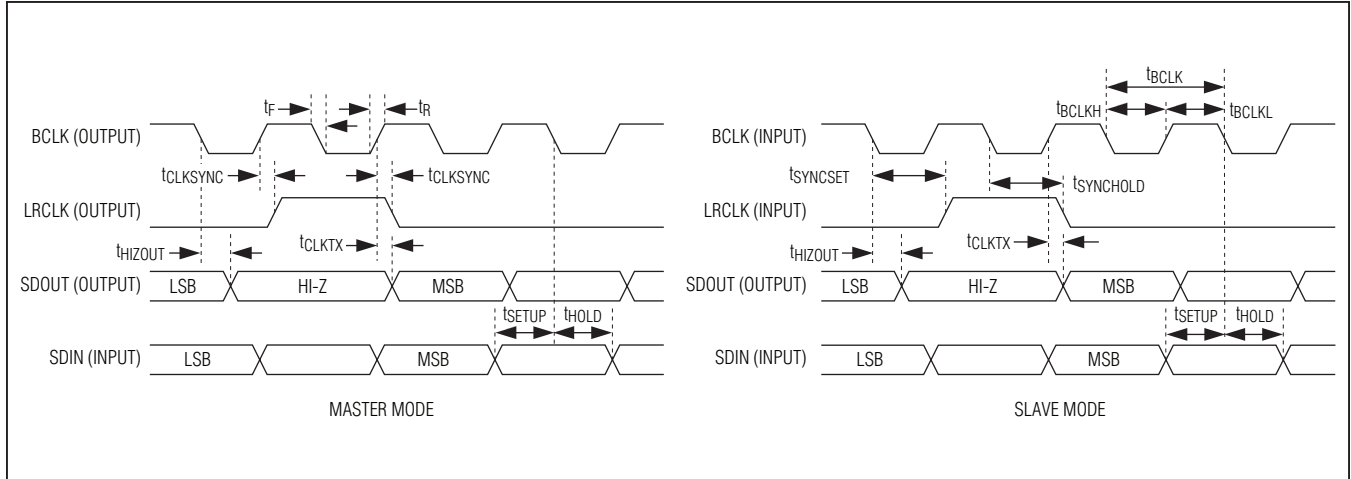 tF
tR
BCLK (OUTPUT)
tCLKSYNC
tCLKSYNC
LRCLK (OUTPUT)
tHIZOUT
tCLKTX
SDOUT (OUTPUT)
LSB
HI-Z
MSB
tSETUP
tHOLD
SDIN (INPUT)
LSB
MSB
MASTER MODE
tBCLK
tBCLKH
tBCLKL
BCLK (INPUT)
tSYNCSET
tSYNCHOLD
LRCLK (INPUT)
tHIZOUT
tCLKTX
SDOUT (OUTPUT)
LSB
HI-Z
MSB
tSETUP
tHOLD
SDIN (INPUT)
LSB
MSB
SLAVE MODE